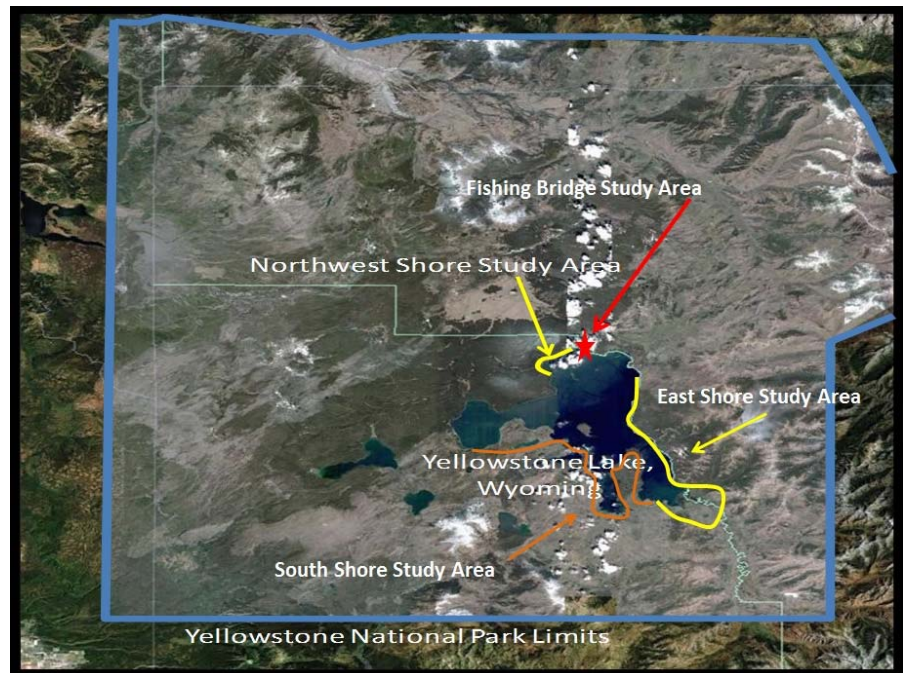 Fishing Bridge Study Area
Northwest Shore Study Area
East Shore Study Area
Yellowstone Lake,
Wyoming
South Shore Study Area
Yellowstone National Park Limits